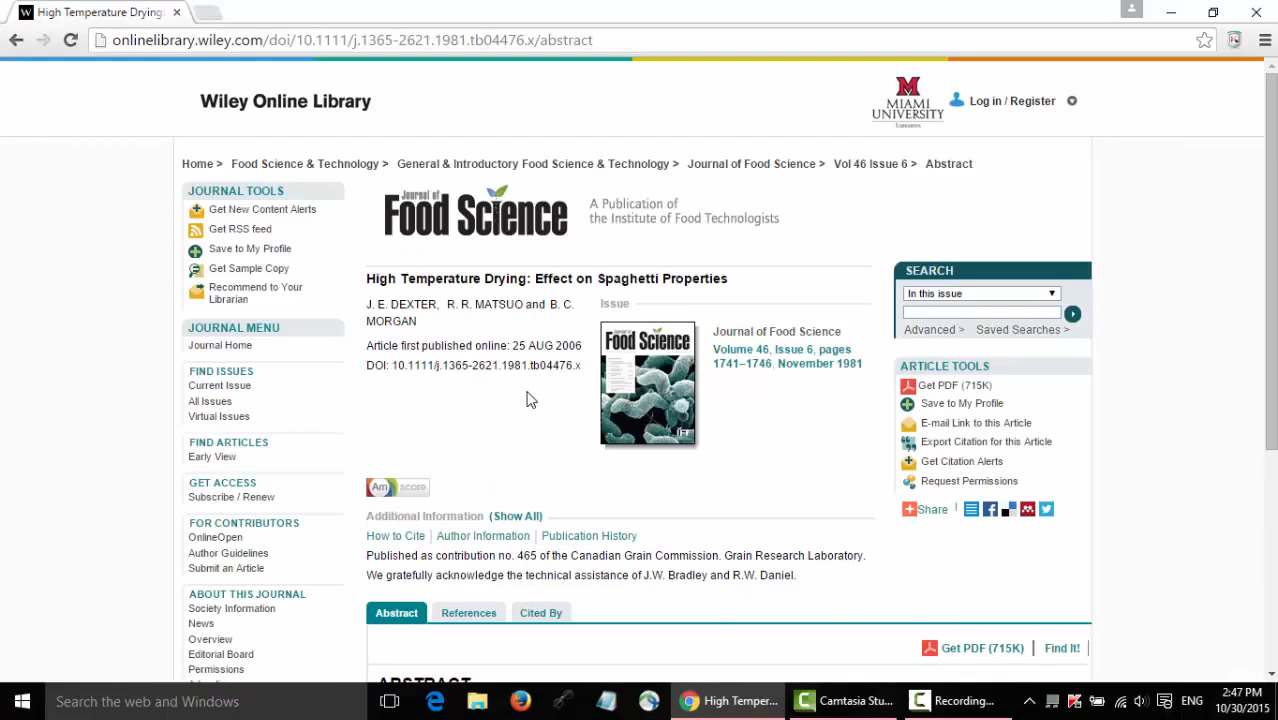 High Temperature Drying:
onlinelibrary.wiley.com/doi/10.1111/j.1365-2621.1981.tb04476.x/abstract
Wiley Online Library
MIAMI
UNIVERSITY
LIBRARIES
Log in / Register
Home > Food Science & Technology > General & Introductory Food Science & Technology > Journal of Food Science > Vol 46 Issue 6 > Abstract
JOURNAL TOOLS
Get New Content Alerts
Get RSS feed
Save to My Profile
Get Sample Copy
Recommend to Your
Librarian
JOURNAL MENU
Journal Home
FIND ISSUES
Current Issue
All Issues
Virtual Issues
FIND ARTICLES
Early View
GET ACCESS
Subscribe / Renew
FOR CONTRIBUTORS
OnlineOpen
Author Guidelines
Submit an Article
ABOUT THIS JOURNAL
Society Information
News
Overview
Editorial Board
Permissions
Journal of
Food Science
A Publication of
the Institute of Food Technologists
High Temperature Drying: Effect on Spaghetti Properties
J. E. DEXTER, R. R. MATSUO and B. C.
MORGAN
Article first published online: 25 AUG 2006
DOI: 10.1111/j.1365-2621.1981.tb04476.x
Issue
Food Science
IFT
Journal of Food Science
Volume 46, Issue 6, pages
1741–1746, November 1981
Am score
Additional Information (Show All)
How to Cite | Author Information | Publication History
Published as contribution no. 465 of the Canadian Grain Commission. Grain Research Laboratory.
We gratefully acknowledge the technical assistance of J.W. Bradley and R.W. Daniel.
Abstract References Cited By
Get PDF (715K) | Find It! |
ABSTRACT
SEARCH
In this issue
Advanced > Saved Searches >
ARTICLE TOOLS
Get PDF (715K)
Save to My Profile
E-mail Link to this Article
Export Citation for this Article
Get Citation Alerts
Request Permissions
Share |
Search the web and Windows
High Temper...
Camtasia Stu...
Recording...
ENG
2:47 PM
10/30/2015